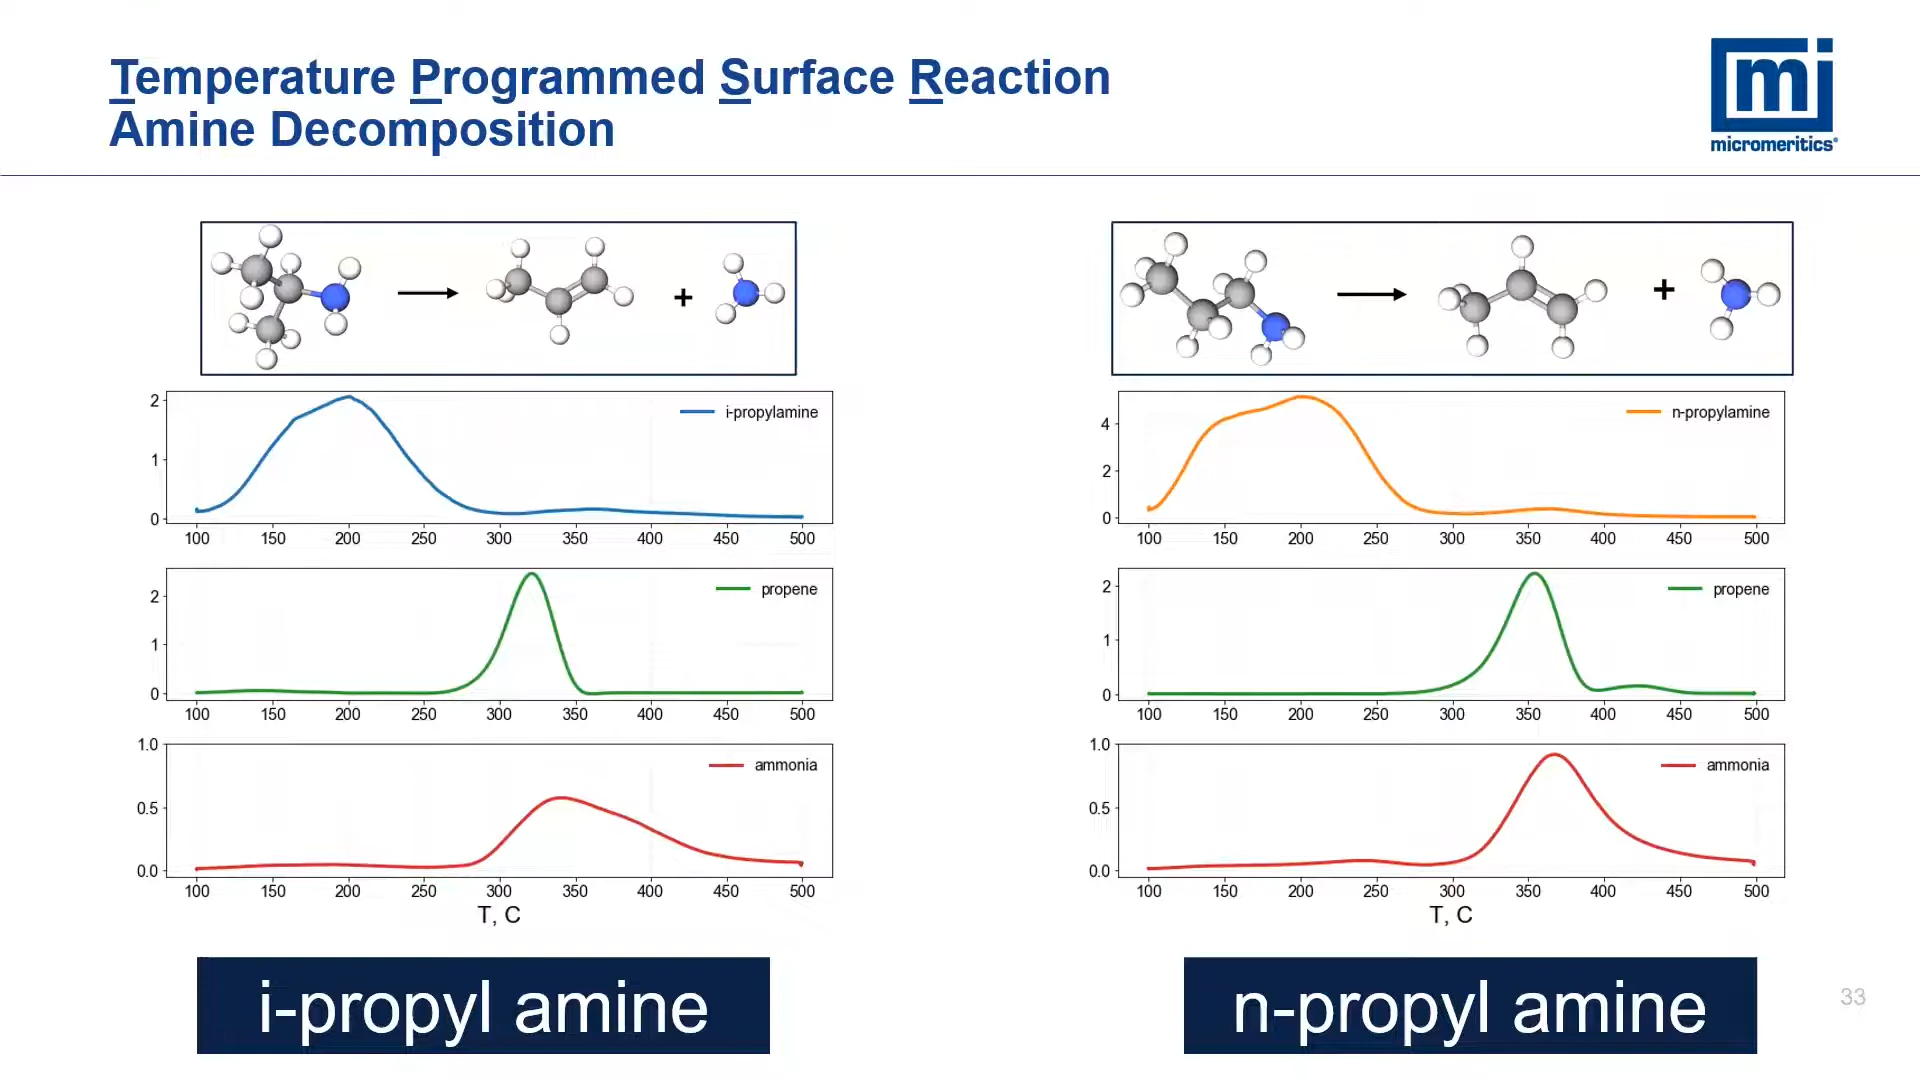 Temperature Programmed Surface Reaction
Amine Decomposition
mi
micromeritics®
+
2
1
0
i-propylamine
100 150 200 250 300 350 400 450 500
2
1
0
propene
100 150 200 250 300 350 400 450 500
1.0
0.5
0.0
ammonia
100 150 200 250 300 350 400 450 500
T, C
i-propyl amine
+
4
2
0
n-propylamine
100 150 200 250 300 350 400 450 500
2
1
0
propene
100 150 200 250 300 350 400 450 500
1.0
0.5
0.0
ammonia
100 150 200 250 300 350 400 450 500
T, C
n-propyl amine
33